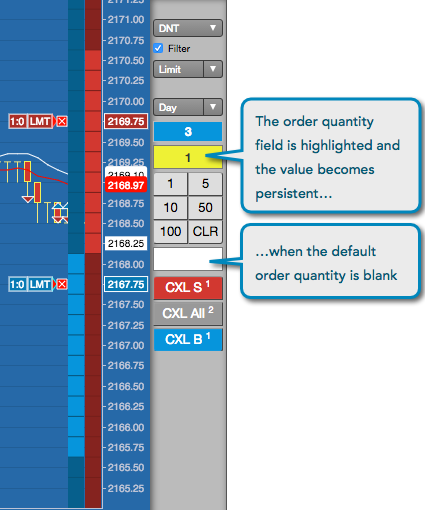 2171.25
2171.00
2170.75
2170.50
2170.25
2170.00
1:0 LMT
2169.75
2169.50
2169.25
2169.10
2168.97
2168.75
2168.50
2168.25
2168.00
1:0 LMT
2167.75
2167.50
2167.25
2167.00
2166.75
2166.50
2166.25
2166.00
2165.75
2165.50
2165.25
DNT
Filter
Limit
Day
3
1
1 5
10 50
100 CLR
CXL S 1
CXL All 2
CXL B 1
The order quantity
field is highlighted and
the value becomes
persistent...
...when the default
order quantity is blank